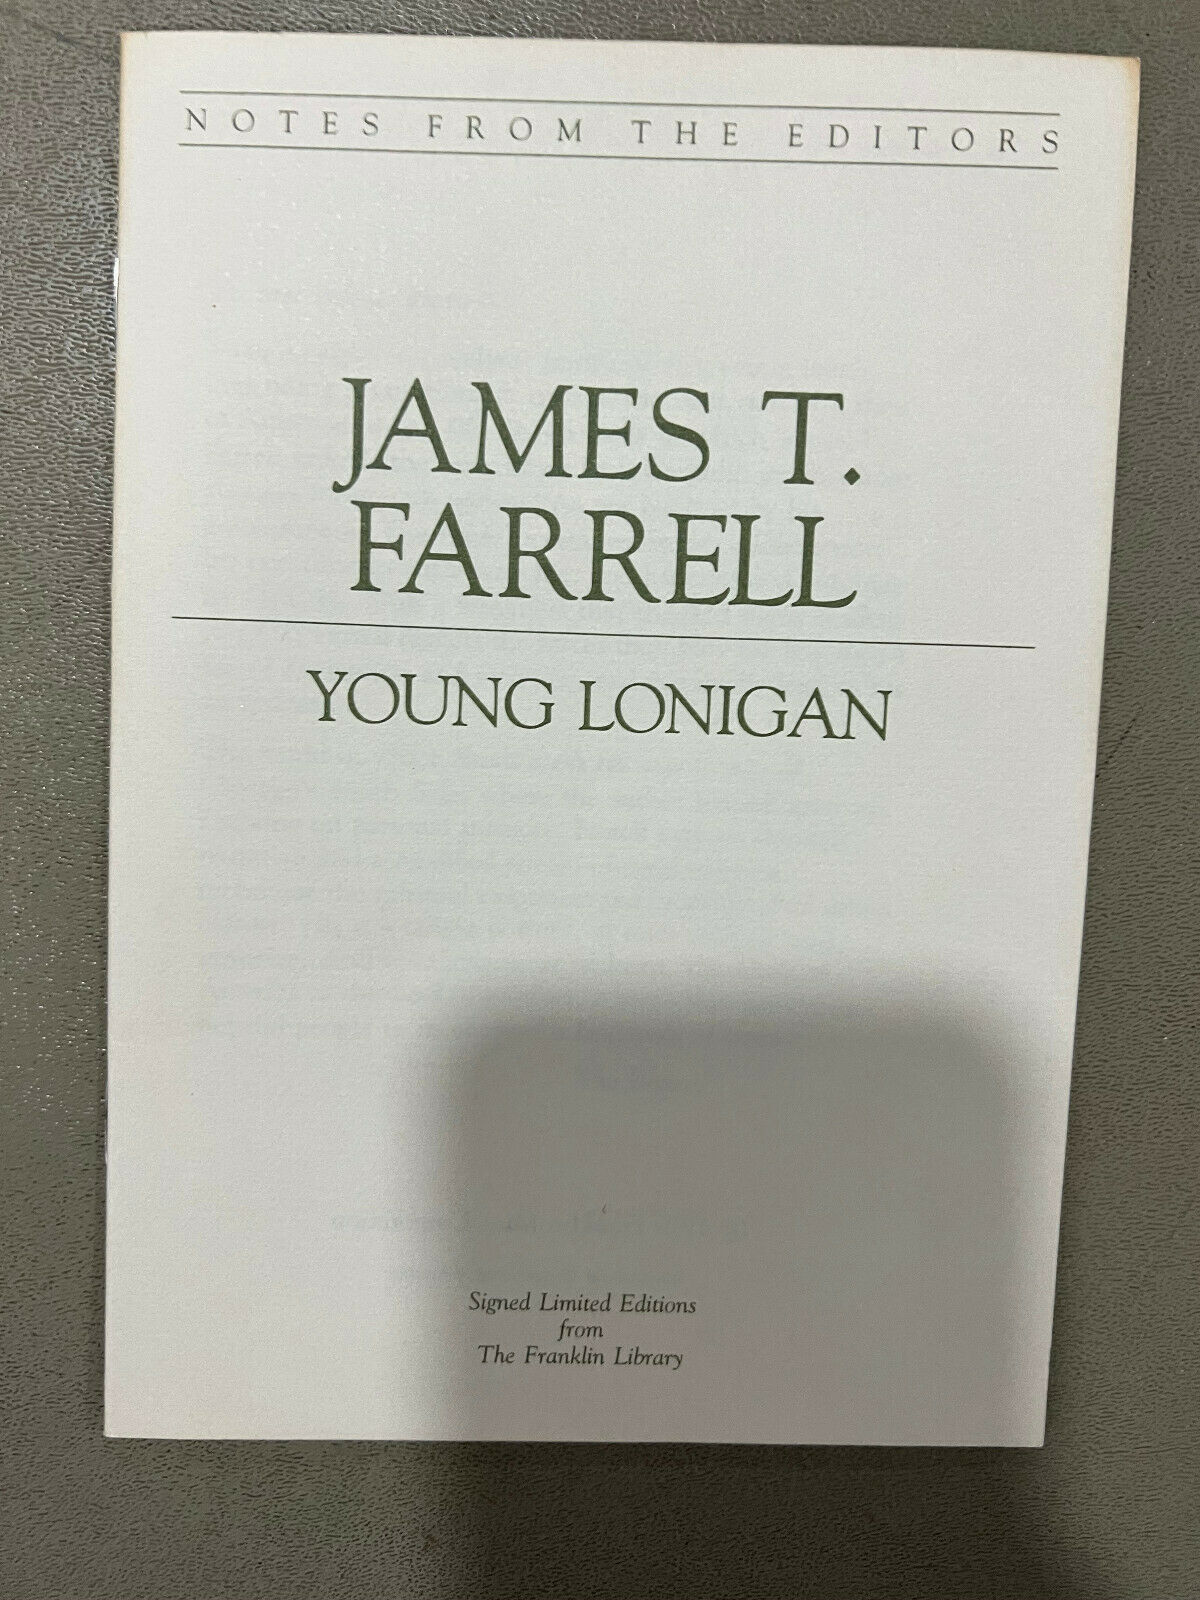 NOTES FROM THE EDITORS
JAMES T.
FARRELL
YOUNG LONIGAN
Signed Limited Editions
from
The Franklin Library